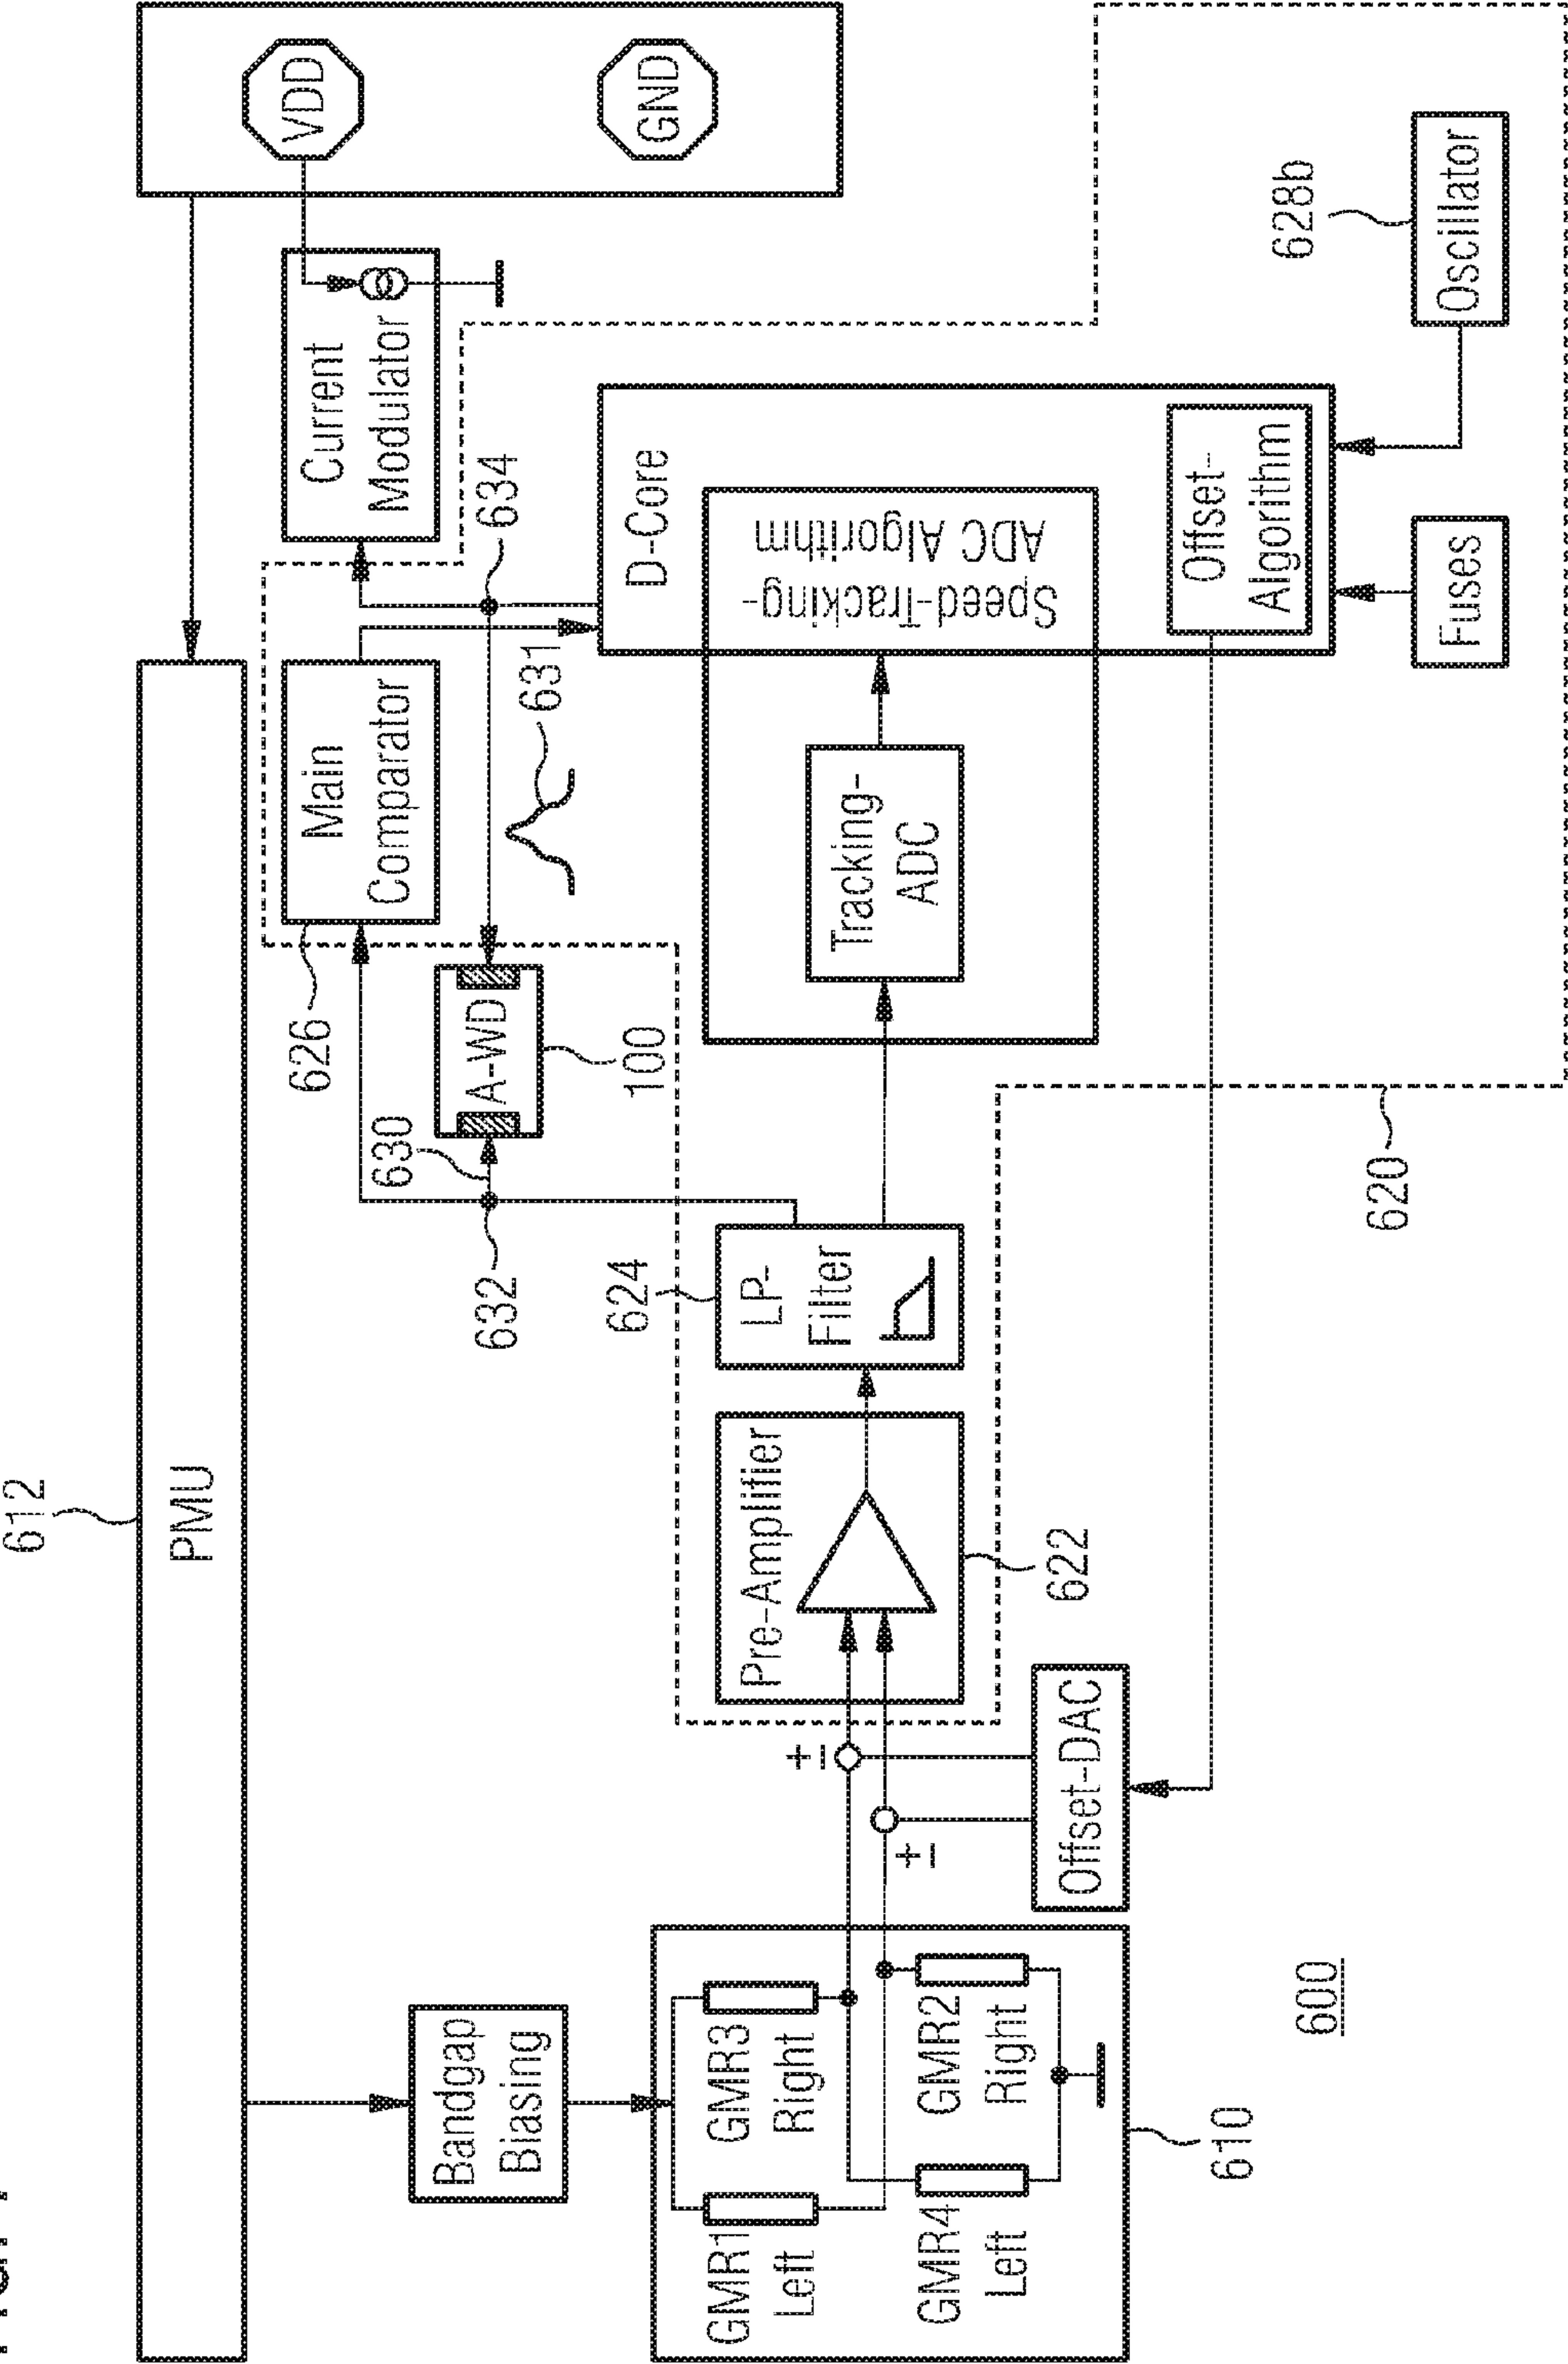 612
PMU
VDD
GND
Current
Modulator
Main
Comparator
626
634
631
A-WD
100
630
632
D-Core
Speed-Tracking-
ADC Algorithm
Tracking-
ADC
Offset-
Algorithm
Fuses
Oscillator
628b
620
624
LP-
Filter
Pre-Amplifier
622
+
-
+
-
Offset-DAC
Bandgap
Biasing
GMR1
Left
GMR3
Right
GMR4
Left
GMR2
Right
610
600